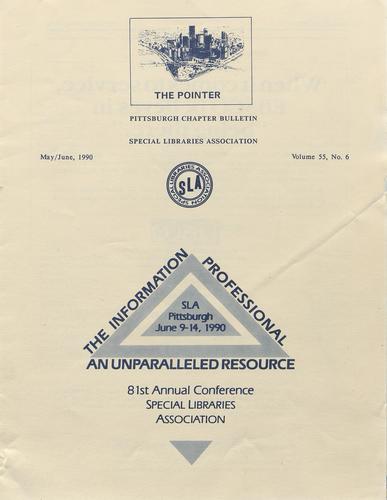 THE POINTER
PITTSBURGH CHAPTER BULLETIN
SPECIAL LIBRARIES ASSOCIATION
May/June, 1990
Volume 55, No. 6
SPECIAL LIBRARIES ASSOCIATION
SLA
THE INFORMATION PROFESSIONAL
SLA
Pittsburgh
June 9-14, 1990
AN UNPARALLELED RESOURCE
81st Annual Conference
SPECIAL LIBRARIES
ASSOCIATION